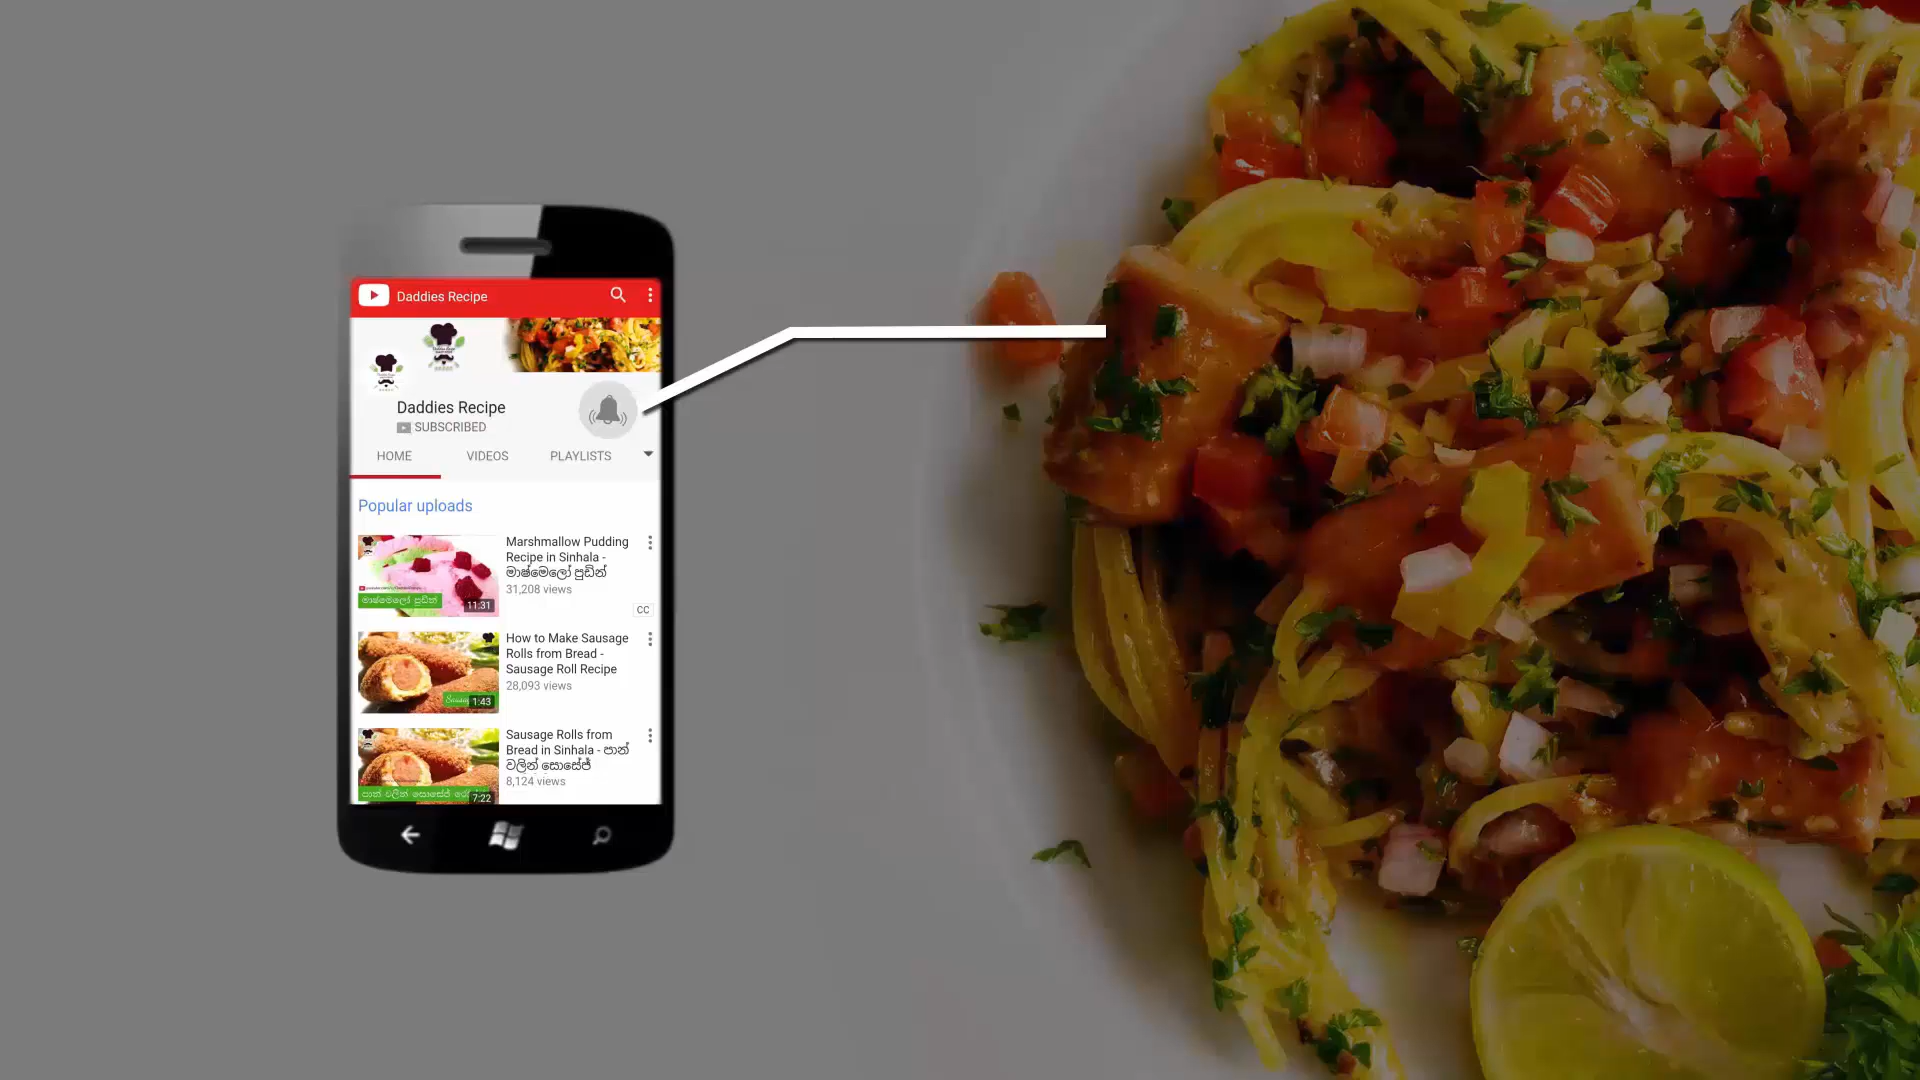 Daddies Recipe
Daddies Recipe
SUBSCRIBED
HOME
VIDEOS
PLAYLISTS
Popular uploads
Marshmallow Pudding
Recipe in Sinhala -
මාෂ්මෙලෝ පුඩින්
31,208 views
මාෂ්මෙලෝ පුඩින්
11:31
CC
How to Make Sausage
Rolls from Bread -
Sausage Roll Recipe
28,093 views
1:43
Sausage Rolls from
Bread in Sinhala - පාන්
වලින් සොසේජ්
8,124 views
පාන් වලින් සොසේජ්
7:22